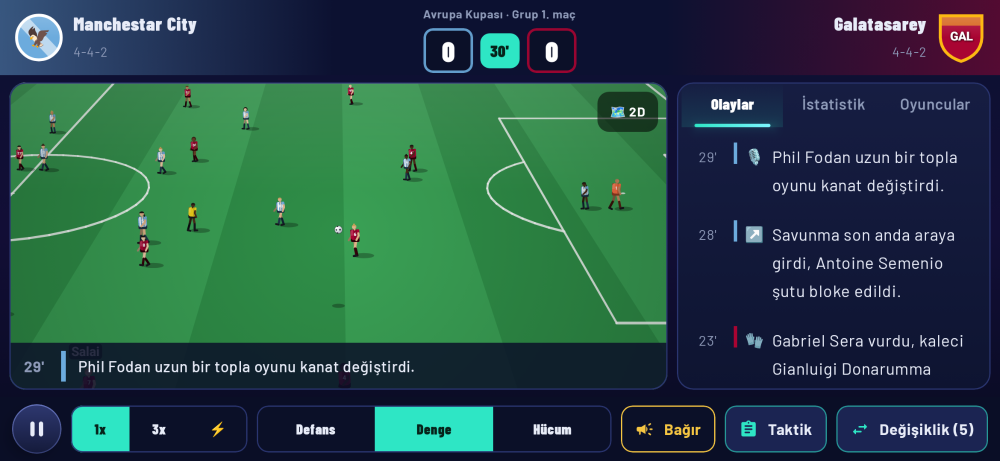 Manchestar City
4-4-2
Avrupa Kupası · Grup 1. maç
0 30' 0
Galatasarey
4-4-2
GAL
2D
Salai
29' Phil Fodan uzun bir topla oyunu kanat değiştirdi.
Olaylar İstatistik Oyuncular
29' Phil Fodan uzun bir topla
oyunu kanat değiştirdi.
28' Savunma son anda araya
girdi, Antoine Semenio
şutu bloke edildi.
23' Gabriel Sera vurdu, kaleci
Gianluigi Donarumma
1x 3x
Defans Denge Hücum
Bağır
Taktik
Değişiklik (5)